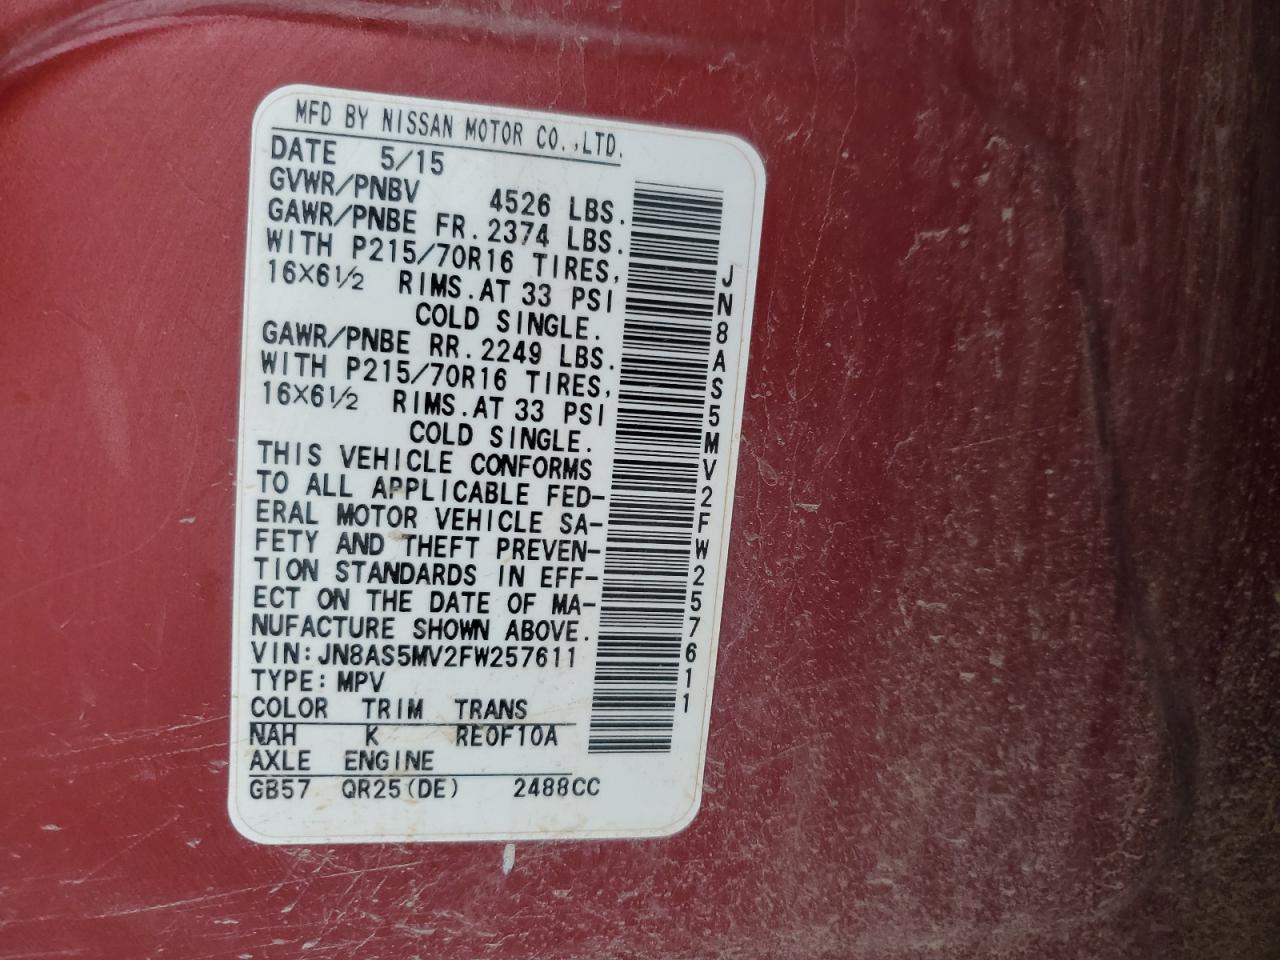 MFD BY NISSAN MOTOR CO.,LTD.
DATE 5/15
GVWR/PNBV 4526 LBS.
GAWR/PNBE FR.2374 LBS.
WITH P215/70R16 TIRES,
16×6½ RIMS.AT 33 PSI
COLD SINGLE.
GAWR/PNBE RR.2249 LBS.
WITH P215/70R16 TIRES,
16×6½ RIMS.AT 33 PSI
COLD SINGLE.
THIS VEHICLE CONFORMS
TO ALL APPLICABLE FED-
ERAL MOTOR VEHICLE SA-
FETY AND THEFT PREVEN-
TION STANDARDS IN EFF-
ECT ON THE DATE OF MA-
NUFACTURE SHOWN ABOVE.
VIN:JN8AS5MV2FW257611
TYPE:MPV
COLOR TRIM TRANS
NAH K RE0F10A
AXLE ENGINE
GB57 QR25(DE) 2488CC
JN8AS5MV2FW257611